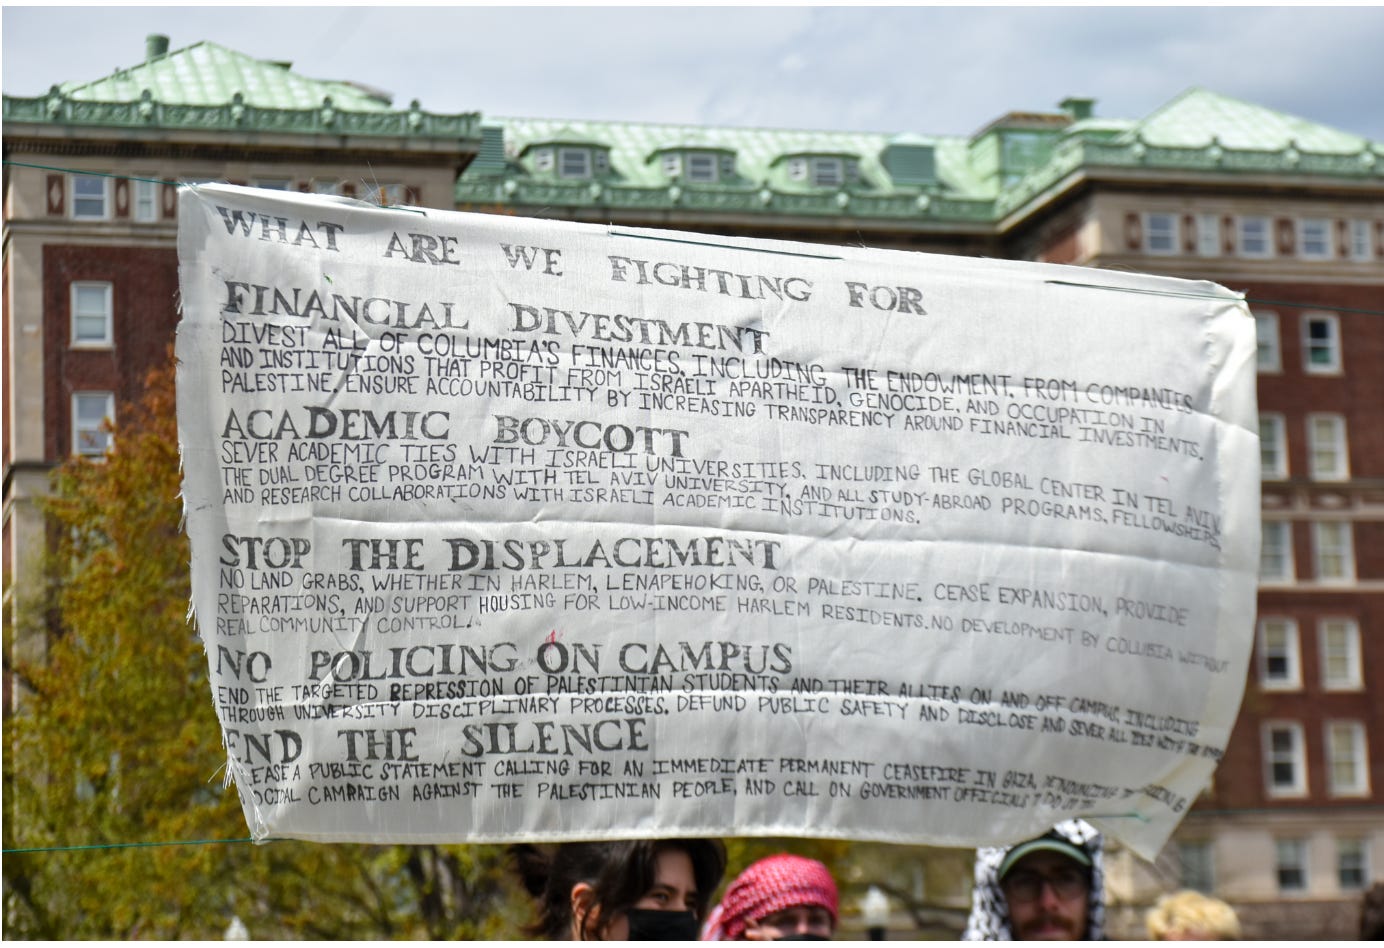 WHAT ARE WE FIGHTING FOR
FINANCIAL DIVESTMENT
DIVEST ALL OF COLUMBIA'S FINANCES, INCLUDING THE ENDOWMENT, FROM COMPANIES
AND INSTITUTIONS THAT PROFIT FROM ISRAELI APARTHEID, GENOCIDE, AND OCCUPATION IN
PALESTINE. ENSURE ACCOUNTABILITY BY INCREASING TRANSPARENCY AROUND FINANCIAL INVESTMENTS.
ACADEMIC BOYCOTT
SEVER ACADEMIC TIES WITH ISRAELI UNIVERSITIES, INCLUDING THE GLOBAL CENTER IN TEL AVIV,
THE DUAL DEGREE PROGRAM WITH TEL AVIV UNIVERSITY, AND ALL STUDY-ABROAD PROGRAMS, FELLOWSHIPS,
AND RESEARCH COLLABORATIONS WITH ISRAELI ACADEMIC INSTITUTIONS.
STOP THE DISPLACEMENT
NO LAND GRABS, WHETHER IN HARLEM, LENAPEHOKING, OR PALESTINE. CEASE EXPANSION, PROVIDE
REPARATIONS, AND SUPPORT HOUSING FOR LOW-INCOME HARLEM RESIDENTS. NO DEVELOPMENT BY COLUBIA WITHOUT
REAL COMMUNITY CONTROL.
NO POLICING ON CAMPUS
END THE TARGETED REPRESSION OF PALESTINIAN STUDENTS AND THEIR ALLIES ON AND OFF CAMPUS, INCLUDING
THROUGH UNIVERSITY DISCIPLINARY PROCESSES. DEFUND PUBLIC SAFETY AND DISCLOSE AND SEVER ALL TIES WITH THE
END THE SILENCE
A PUBLIC STATEMENT CALLING FOR AN IMMEDIATE PERMANENT CEASEFIRE IN GAZA,
CAMPAIGN AGAINST THE PALESTINIAN PEOPLE, AND CALL ON GOVERNMENT OFFICIALS